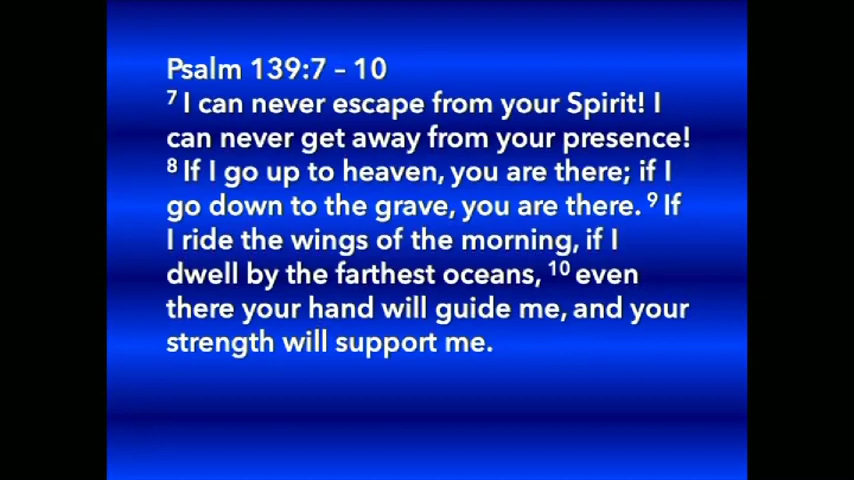 Psalm 139:7 – 10
⁷ I can never escape from your Spirit! I
can never get away from your presence!
⁸ If I go up to heaven, you are there; if I
go down to the grave, you are there. ⁹ If
I ride the wings of the morning, if I
dwell by the farthest oceans, ¹⁰ even
there your hand will guide me, and your
strength will support me.